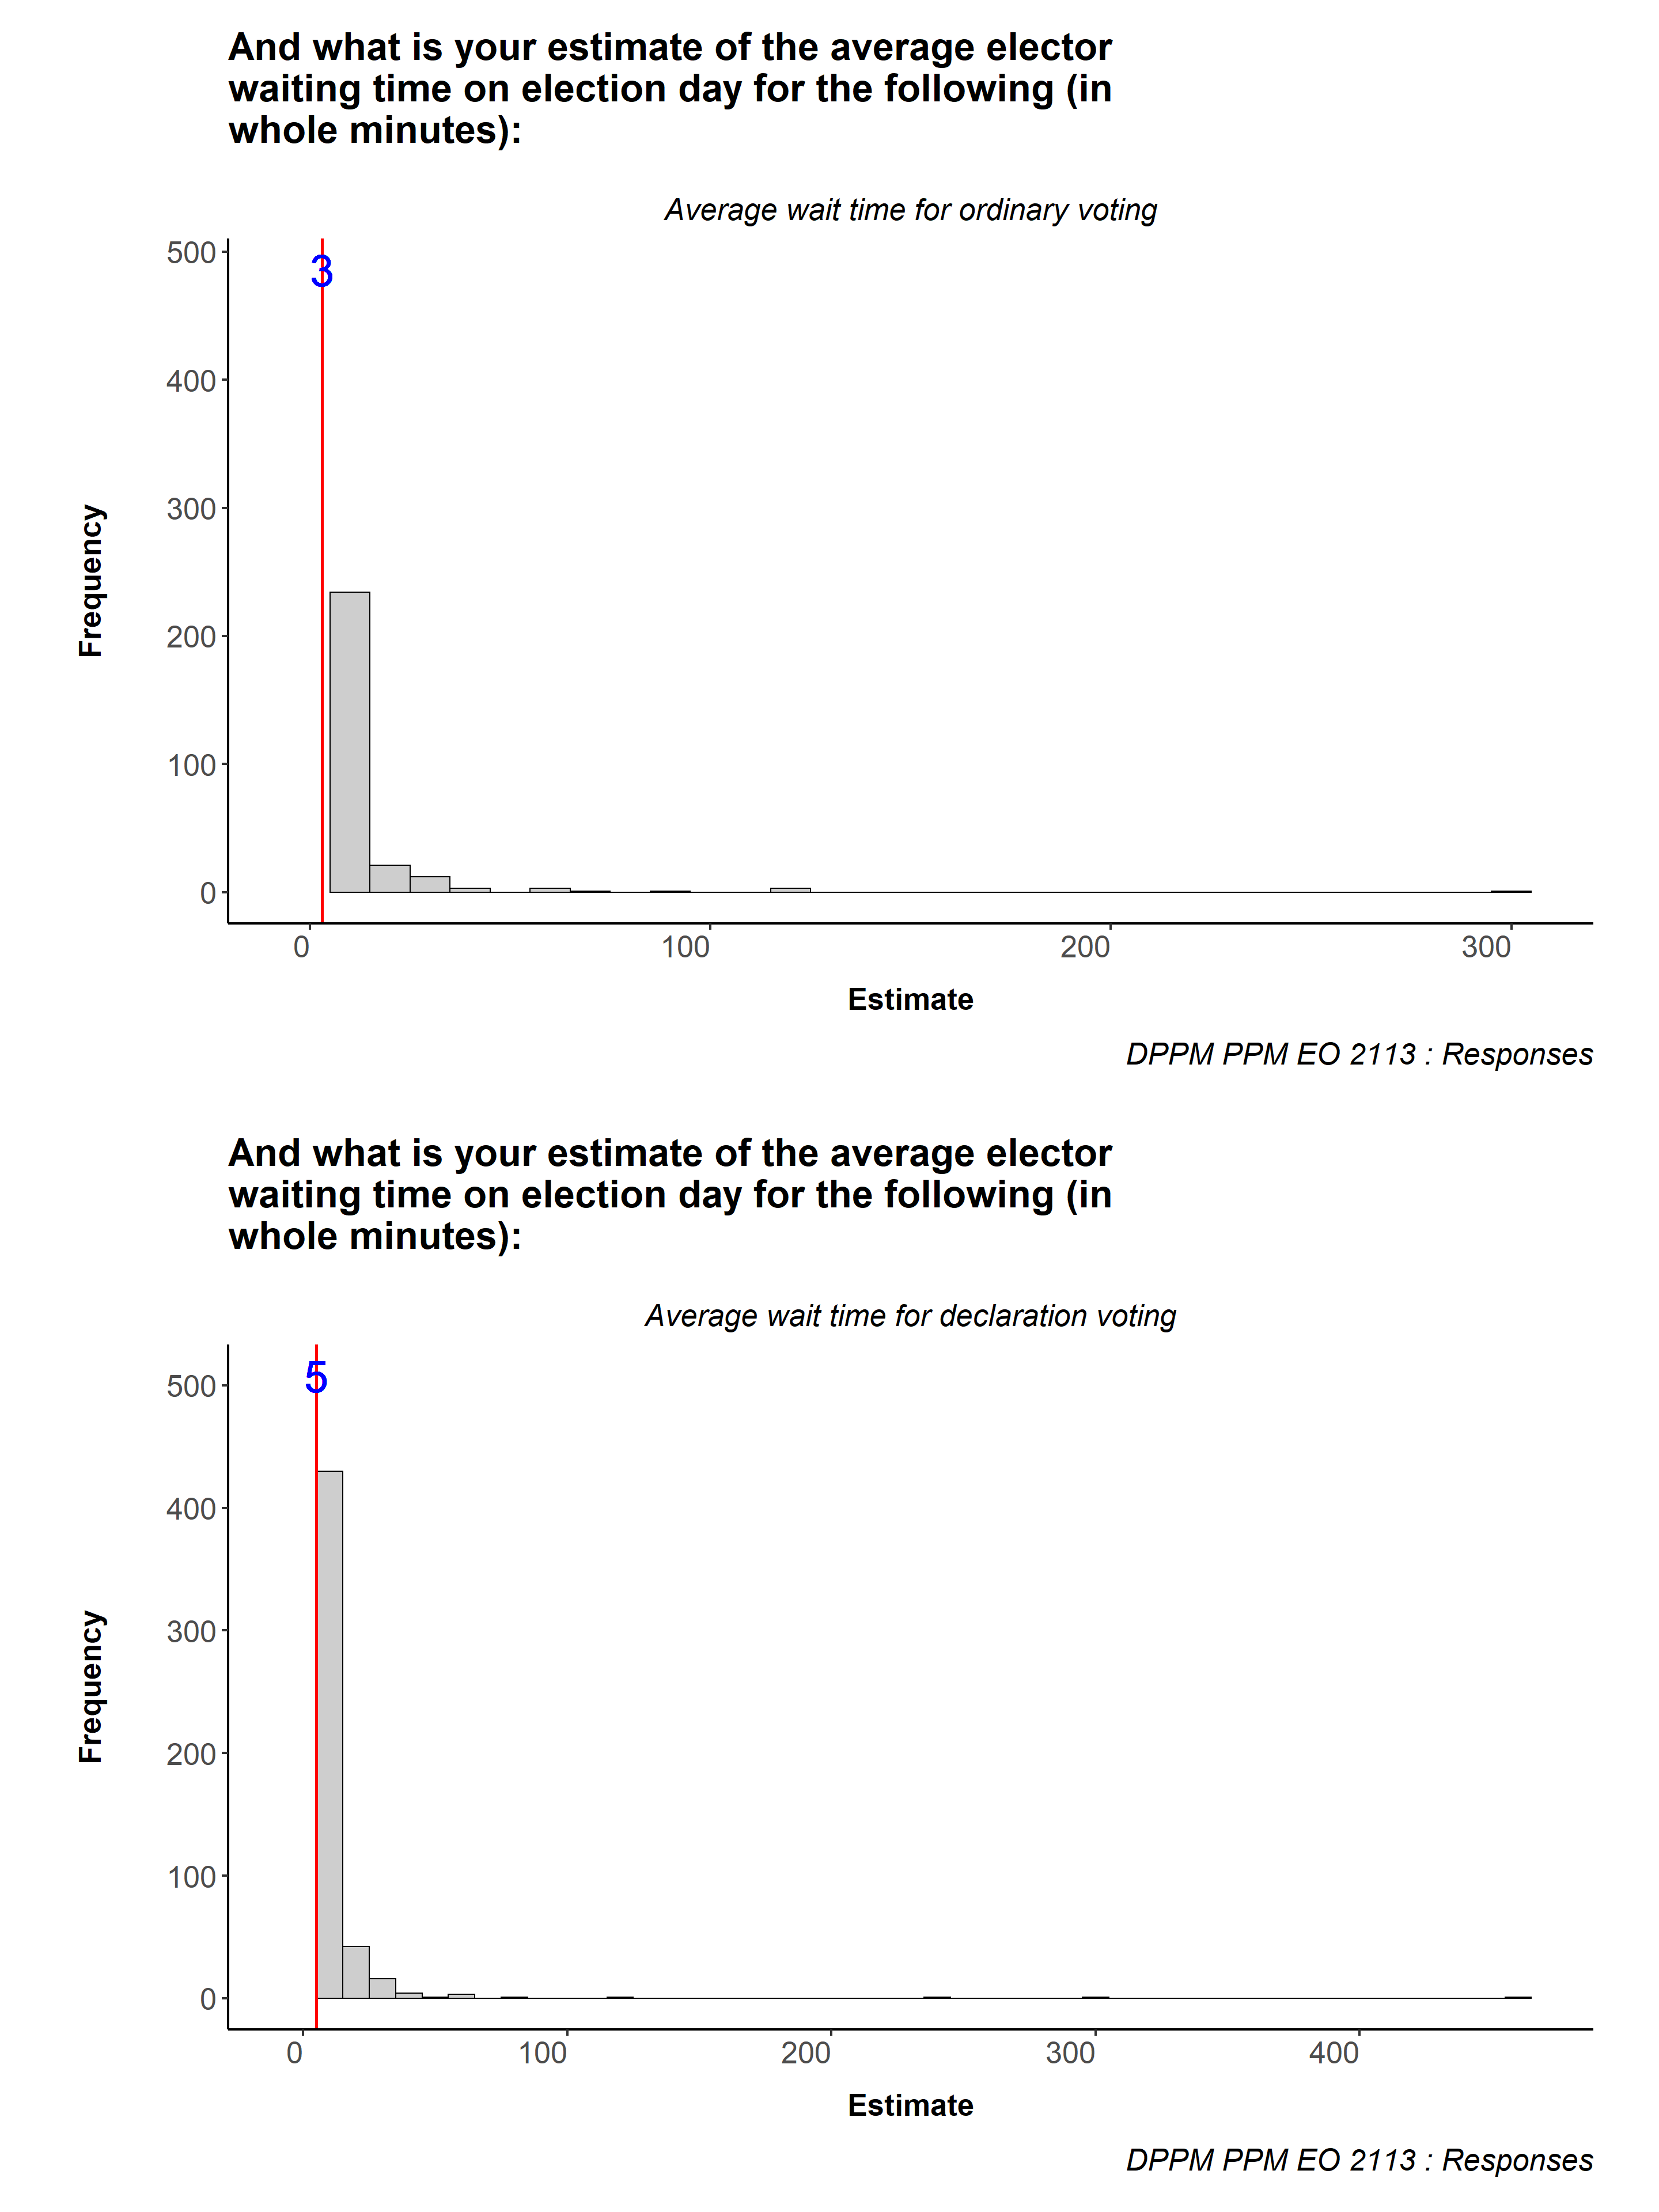 And what is your estimate of the average elector
waiting time on election day for the following (in
whole minutes):
Average wait time for ordinary voting
500
400
300
200
100
0
3
Frequency
0 100 200 300
Estimate
DPPM PPM EO 2113 : Responses
And what is your estimate of the average elector
waiting time on election day for the following (in
whole minutes):
Average wait time for declaration voting
500
400
300
200
100
0
5
Frequency
0 100 200 300 400
Estimate
DPPM PPM EO 2113 : Responses